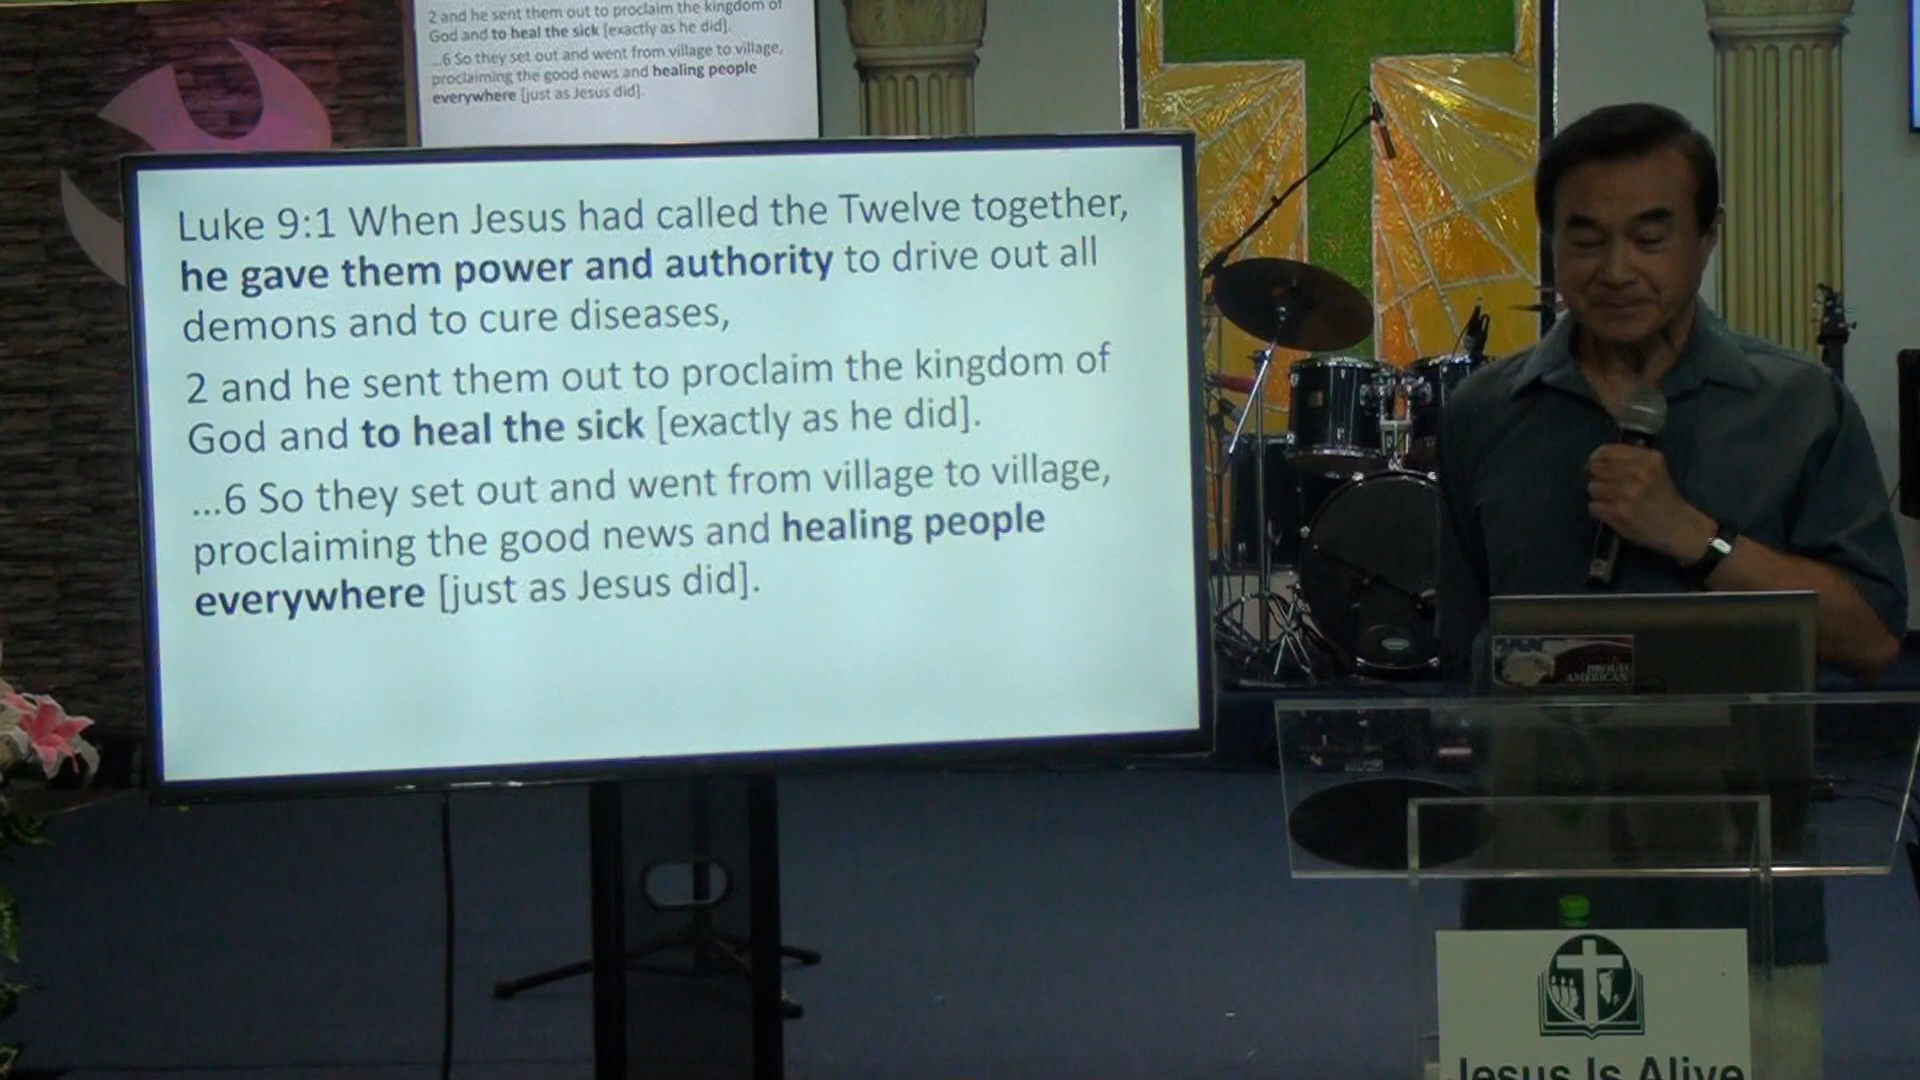 2 and he sent them out to proclaim the kingdom of
God and to heal the sick [exactly as he did].
...6 So they set out and went from village to village,
proclaiming the good news and healing people
everywhere [just as Jesus did].
Luke 9:1 When Jesus had called the Twelve together,
he gave them power and authority to drive out all
demons and to cure diseases,
2 and he sent them out to proclaim the kingdom of
God and to heal the sick [exactly as he did].
...6 So they set out and went from village to village,
proclaiming the good news and healing people
everywhere [just as Jesus did].
PROUD
AMERICAN
Jesus Is Alive